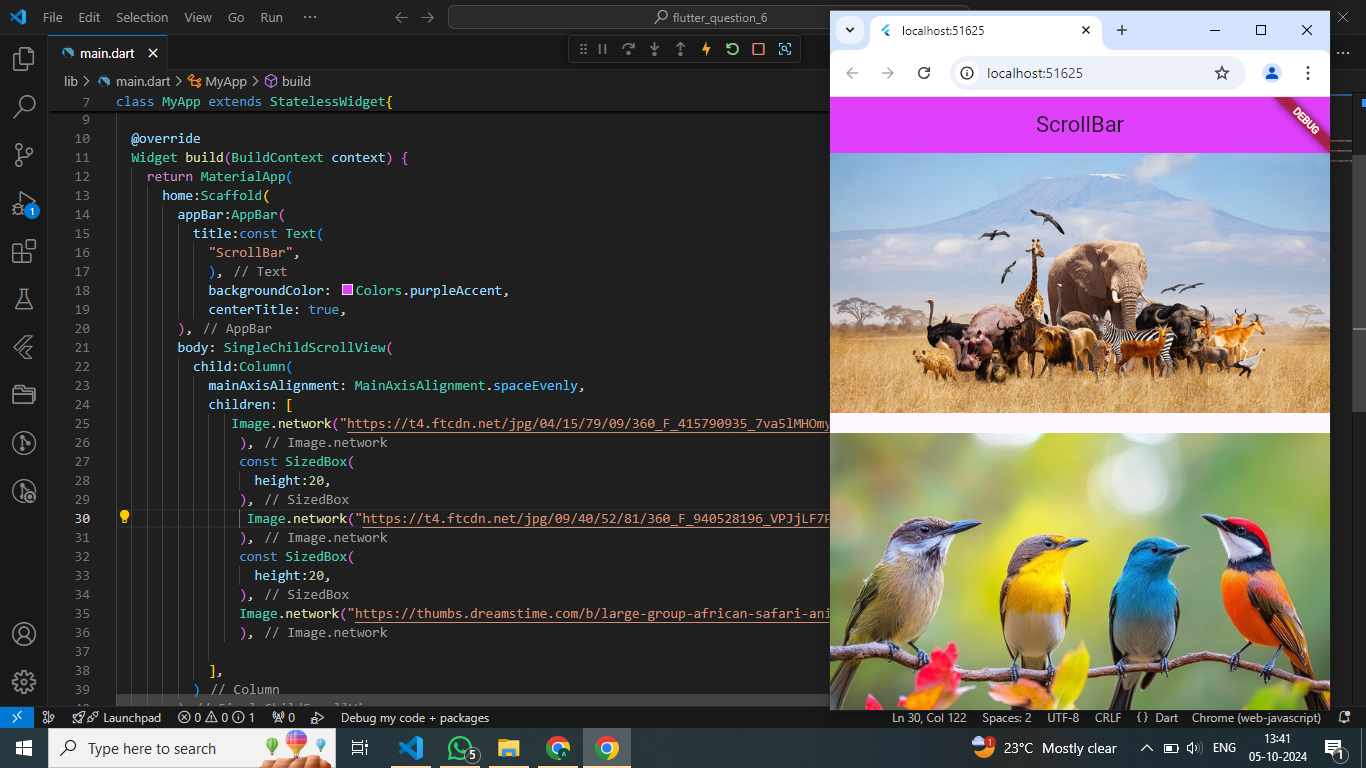 File Edit Selection View Go Run ···
flutter_question_6
main.dart
lib > main.dart > MyApp > build
7 class MyApp extends StatelessWidget{
9
10 @override
11 Widget build(BuildContext context) {
12 return MaterialApp(
13 home:Scaffold(
14 appBar:AppBar(
15 title:const Text(
16 "ScrollBar",
17 ), // Text
18 backgroundColor: Colors.purpleAccent,
19 centerTitle: true,
20 ), // AppBar
21 body: SingleChildScrollView(
22 child:Column(
23 mainAxisAlignment: MainAxisAlignment.spaceEvenly,
24 children: [
25 Image.network("https://t4.ftcdn.net/jpg/04/15/79/09/360_F_415790935_7va5lMHOmy
26 ), // Image.network
27 const SizedBox(
28 height:20,
29 ), // SizedBox
30 Image.network("https://t4.ftcdn.net/jpg/09/40/52/81/360_F_940528196_VPJjLF7P
31 ), // Image.network
32 const SizedBox(
33 height:20,
34 ), // SizedBox
35 Image.network("https://thumbs.dreamstime.com/b/large-group-african-safari-ani
36 ), // Image.network
37
38 ],
39 ) // Column
localhost:51625
localhost:51625
ScrollBar
DEBUG
1
Launchpad 0 0 1 0 Debug my code + packages
Ln 30, Col 122 Spaces: 2 UTF-8 CRLF {} Dart Chrome (web-javascript)
Type here to search
5
1
23°C Mostly clear
ENG
13:41
05-10-2024
1